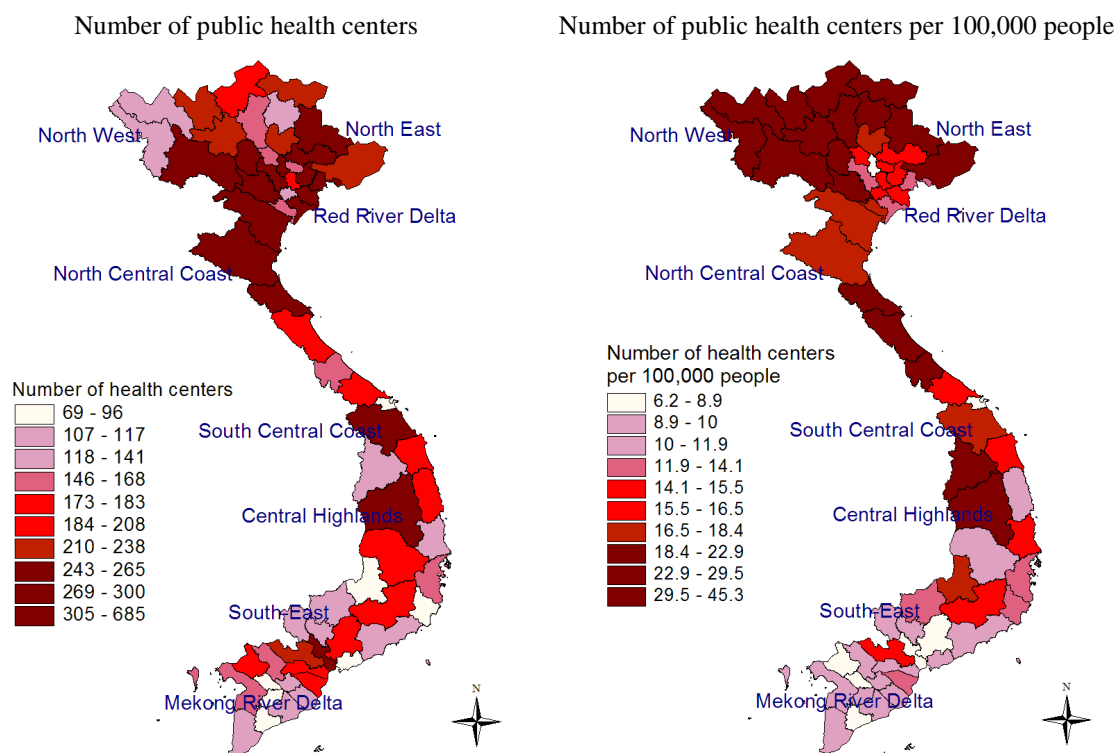 Number of public health centers
North West
North East
Red River Delta
North Central Coast
South Central Coast
Central Highlands
South-East
Mekong River Delta
Number of health centers
69 - 96
107 - 117
118 - 141
146 - 168
173 - 183
184 - 208
210 - 238
243 - 265
269 - 300
305 - 685
N
Number of public health centers per 100,000 people
North West
North East
Red River Delta
North Central Coast
South Central Coast
Central Highlands
South-East
Mekong River Delta
Number of health centers
per 100,000 people
6.2 - 8.9
8.9 - 10
10 - 11.9
11.9 - 14.1
14.1 - 15.5
15.5 - 16.5
16.5 - 18.4
18.4 - 22.9
22.9 - 29.5
29.5 - 45.3
N